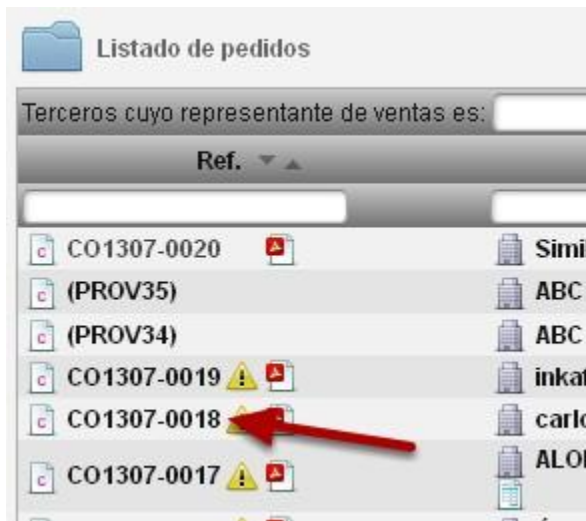 Listado de pedidos
Terceros cuyo representante de ventas es:
Ref.
CO1307-0020
(PROV35) ABC
(PROV34) ABC
CO1307-0019
CO1307-0018
CO1307-0017